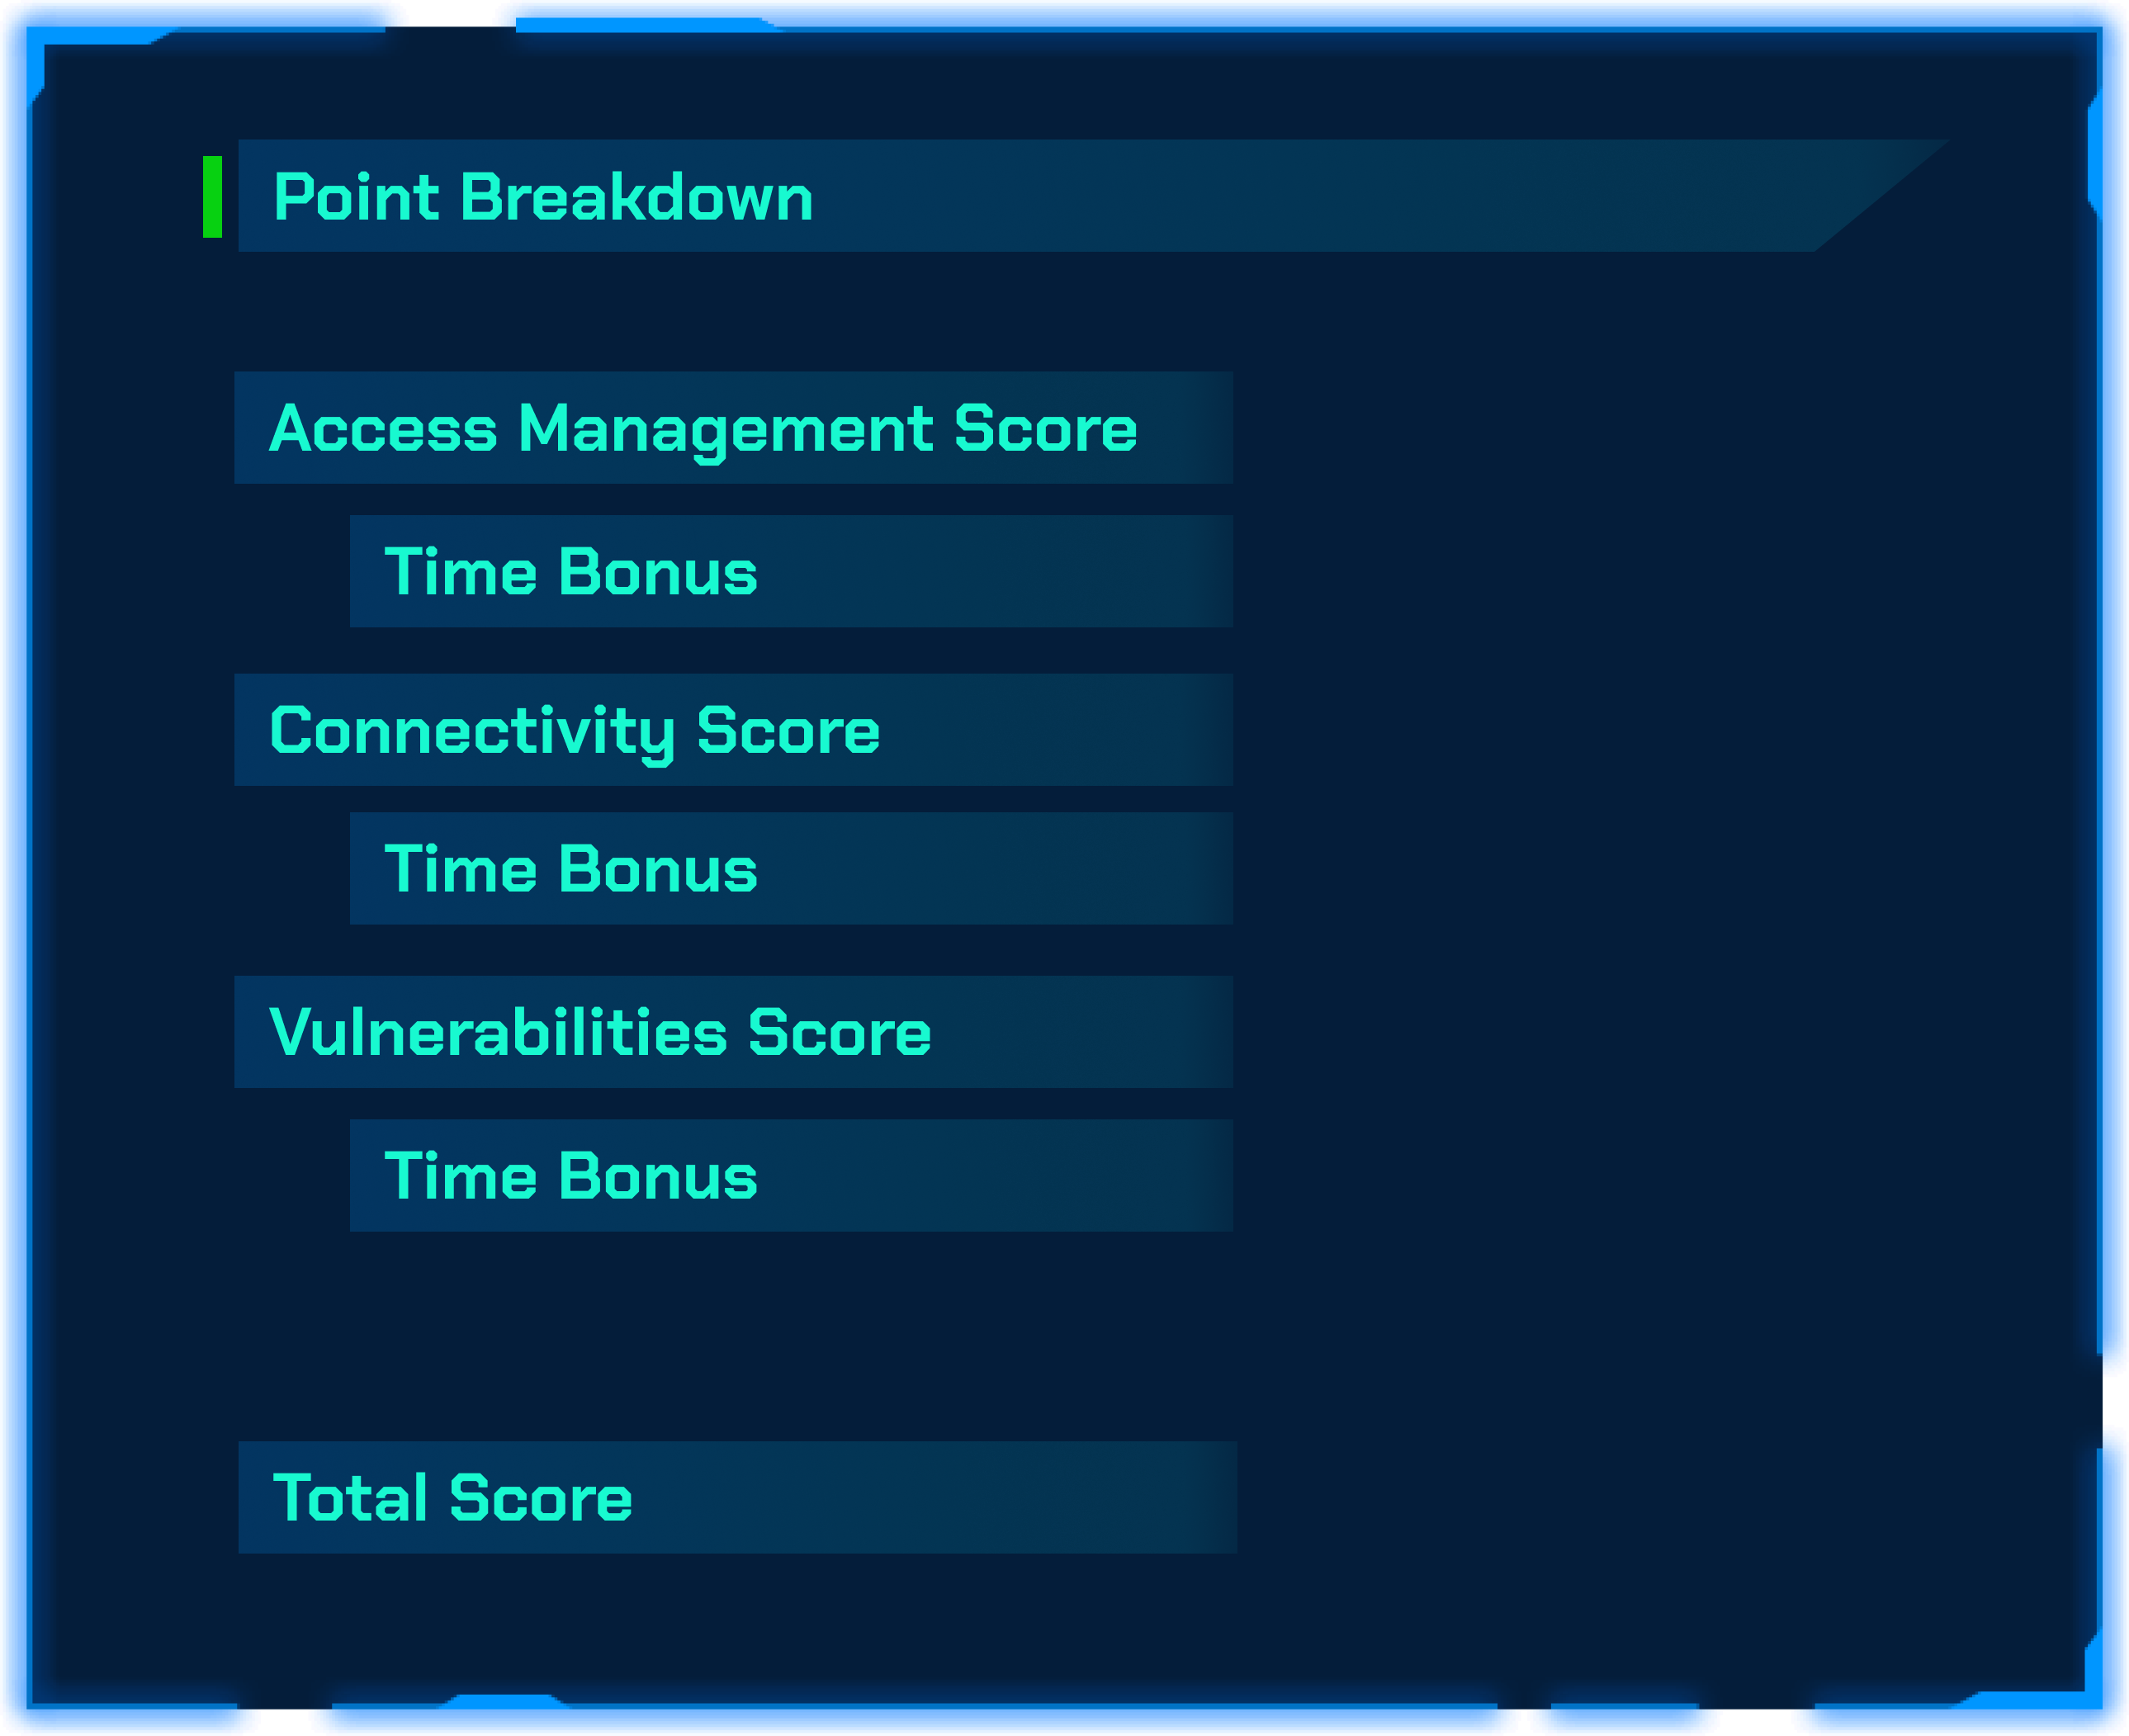 Point Breakdown
Access Management Score
Time Bonus
Connectivity Score
Time Bonus
Vulnerabilities Score
Time Bonus
Total Score